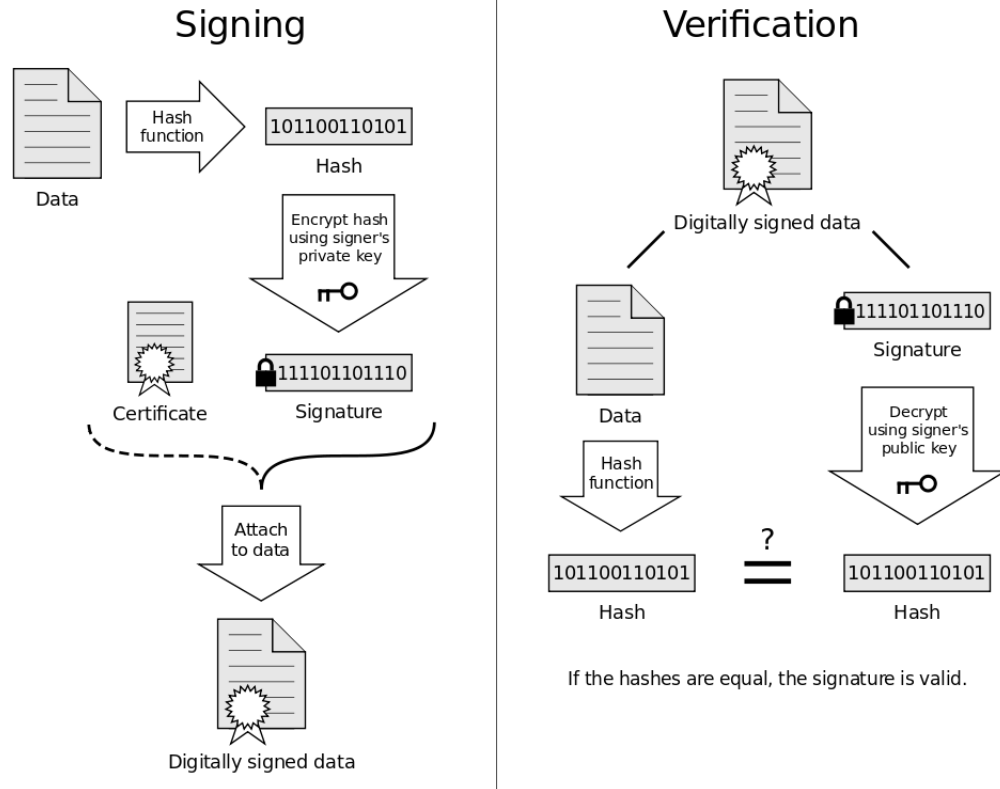 Signing
Hash
function
101100110101
Hash
Data
Encrypt hash
using signer's
private key
111101101110
Certificate
Signature
Attach
to data
Digitally signed data
Verification
Digitally signed data
111101101110
Signature
Data
Decrypt
using signer's
public key
Hash
function
?
101100110101
101100110101
Hash
Hash
If the hashes are equal, the signature is valid.